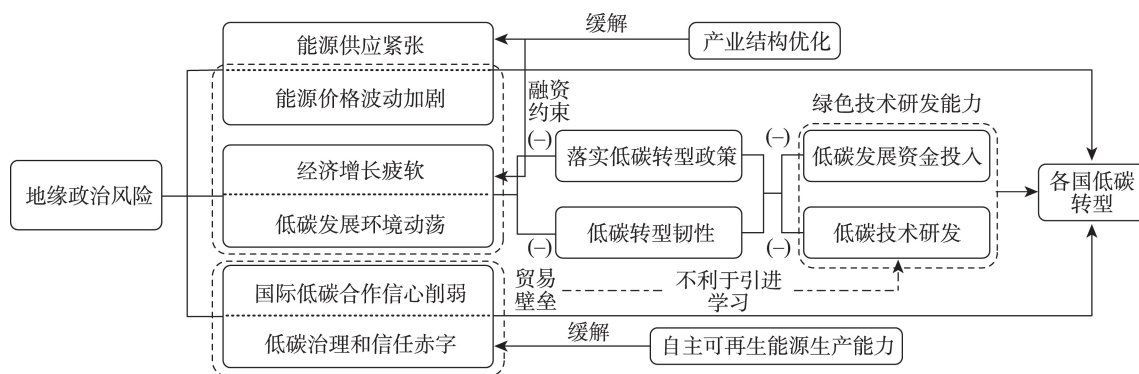 缓解
能源供应紧张
产业结构优化
能源价格波动加剧
融资
约束
绿色技术研发能力
(–)
(–)
经济增长疲软
落实低碳转型政策
低碳发展资金投入
地缘政治风险
各国低碳
转型
低碳发展环境动荡
低碳转型韧性
低碳技术研发
(–)
(–)
国际低碳合作信心削弱
贸易
壁垒
不利于引进
学习
低碳治理和信任赤字
缓解
自主可再生能源生产能力